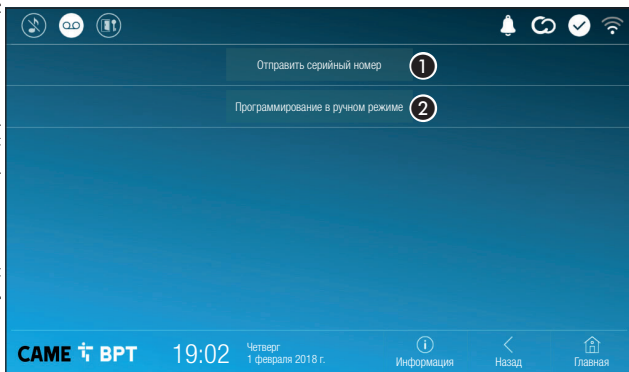 Отправить серийный номер 1
Программирование в ручном режиме 2
CAME BPT 19:02 Четверг
1 февраля 2018 г.
Информация Назад Главная